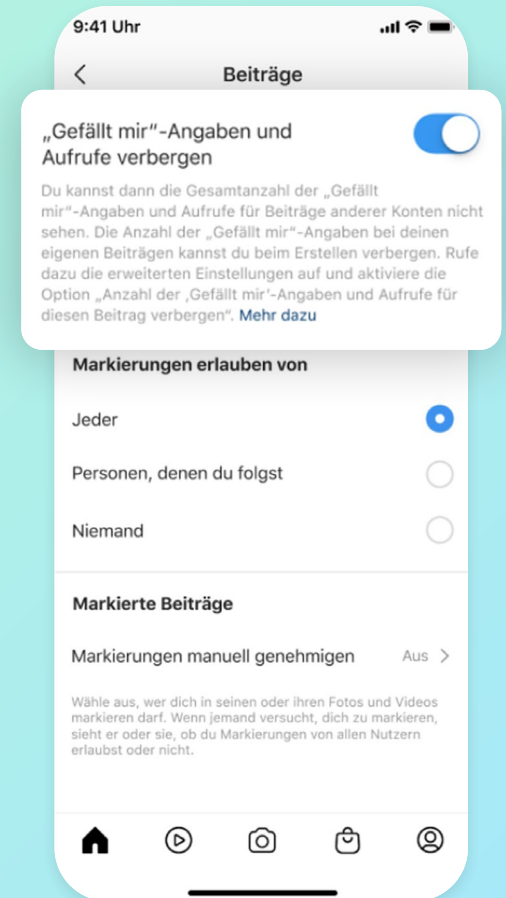 9:41 Uhr
Beiträge
„Gefällt mir“-Angaben und
Aufrufe verbergen
Du kannst dann die Gesamtanzahl der „Gefällt
mir“-Angaben und Aufrufe für Beiträge anderer Konten nicht
sehen. Die Anzahl der „Gefällt mir“-Angaben bei deinen
eigenen Beiträgen kannst du beim Erstellen verbergen. Rufe
dazu die erweiterten Einstellungen auf und aktiviere die
Option „Anzahl der ‚Gefällt mir‘-Angaben und Aufrufe für
diesen Beitrag verbergen“. Mehr dazu
Markierungen erlauben von
Jeder
Personen, denen du folgst
Niemand
Markierte Beiträge
Markierungen manuell genehmigen Aus
Wähle aus, wer dich in seinen oder ihren Fotos und Videos
markieren darf. Wenn jemand versucht, dich zu markieren,
sieht er oder sie, ob du Markierungen von allen Nutzern
erlaubst oder nicht.